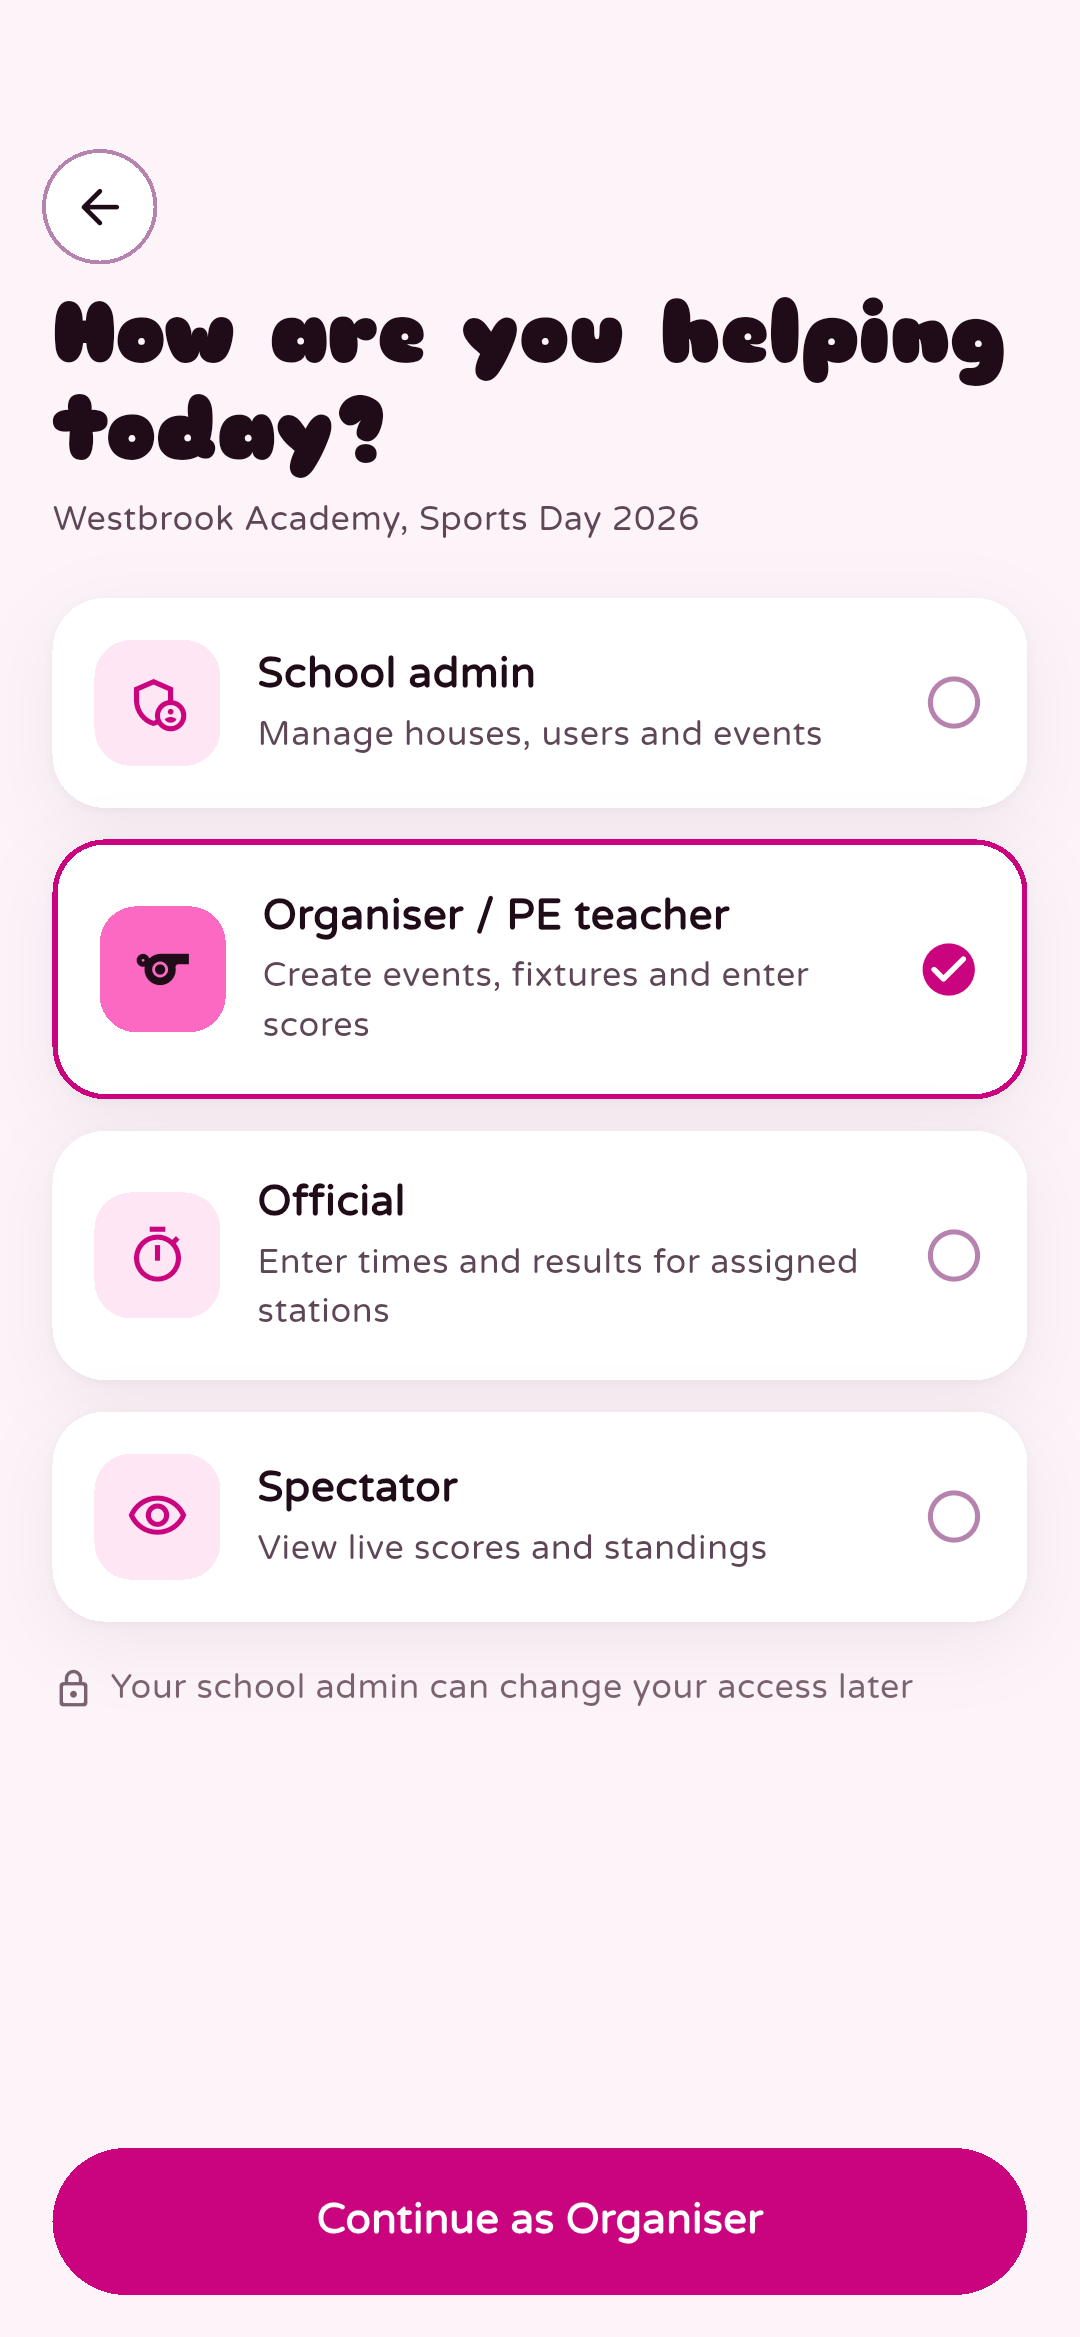 How are you helping
today?
Westbrook Academy, Sports Day 2026
School admin
Manage houses, users and events
Organiser / PE teacher
Create events, fixtures and enter
scores
Official
Enter times and results for assigned
stations
Spectator
View live scores and standings
Your school admin can change your access later
Continue as Organiser